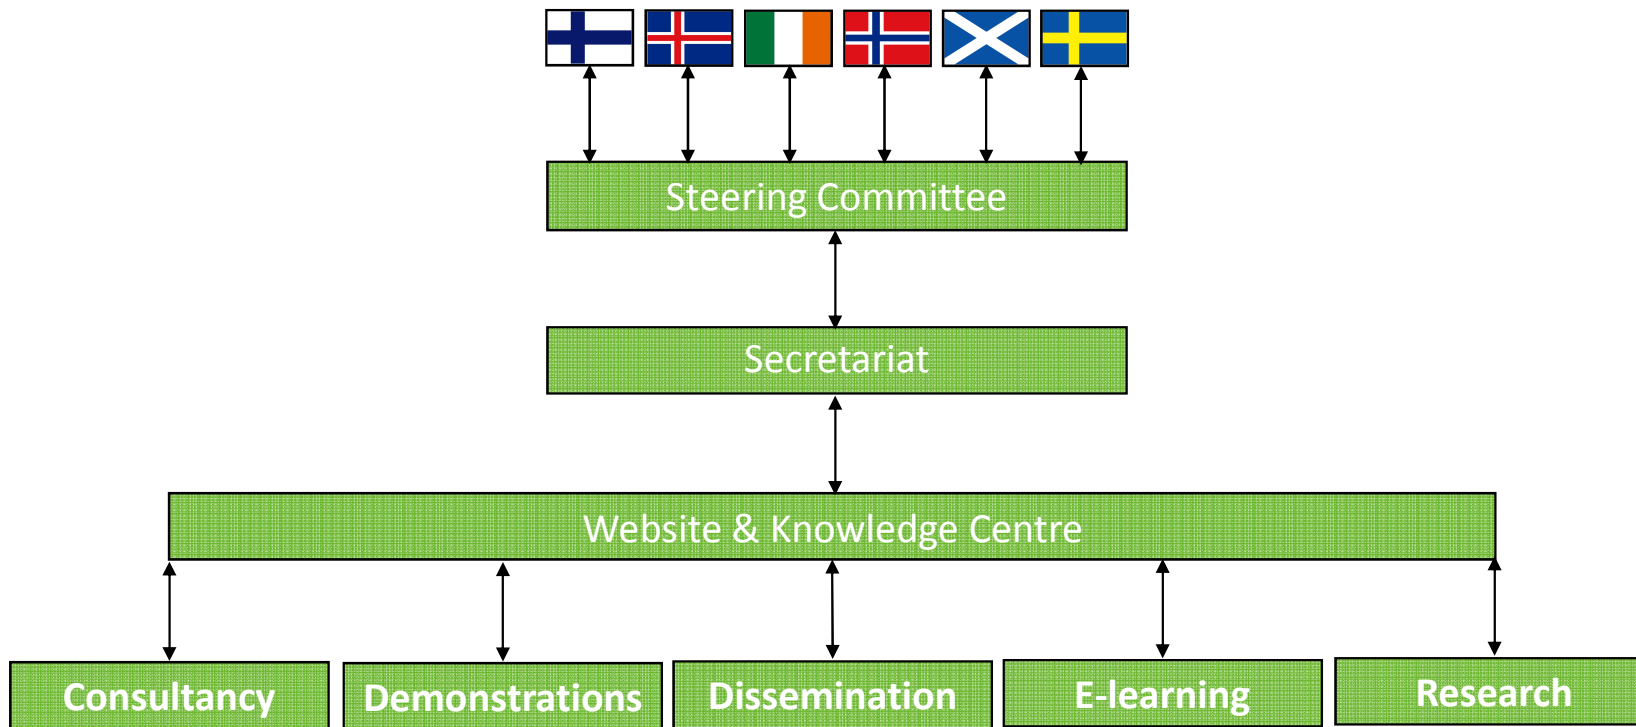 Steering Committee
Secretariat
Website & Knowledge Centre
Consultancy
Demonstrations
Dissemination
E-learning
Research